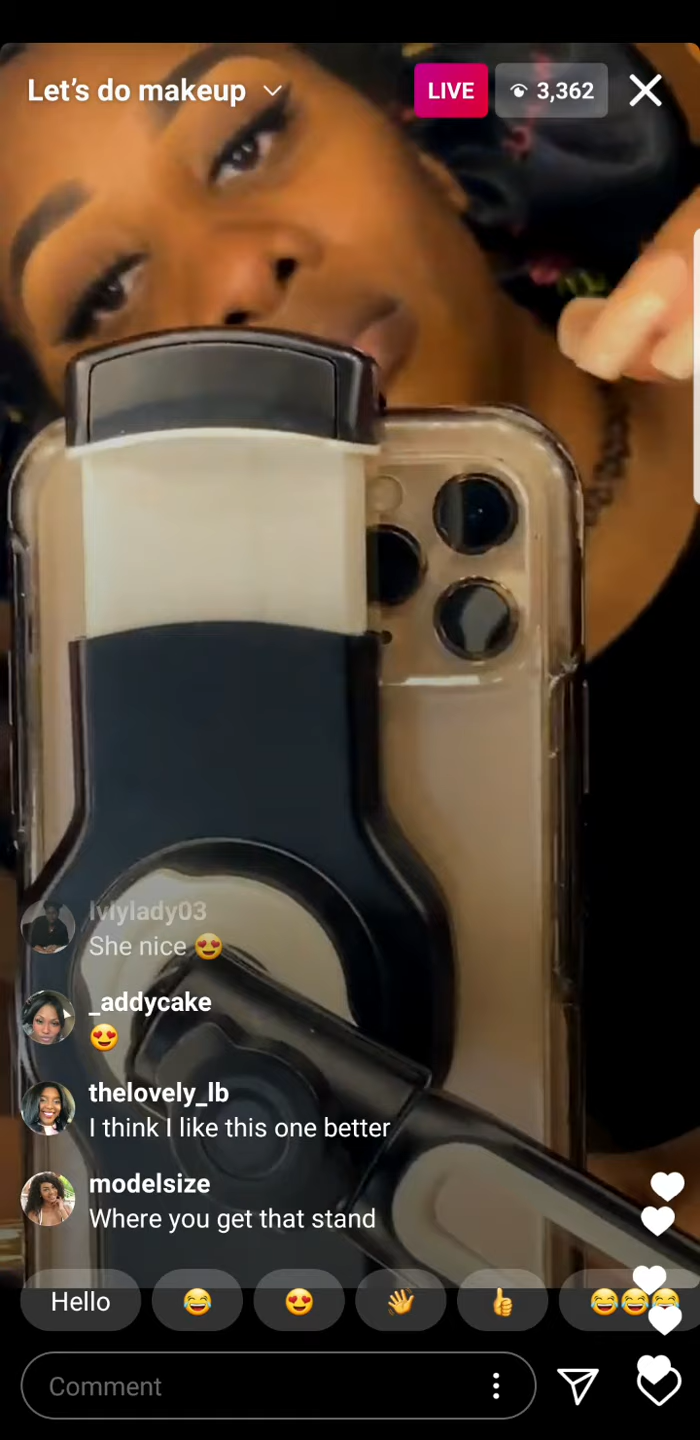 Let's do makeup
LIVE
3,362
lvlylady03
She nice 😍
_addycake
😍
thelovely_lb
I think I like this one better
modelsize
Where you get that stand
Hello
😂
😍
👋
👍
😂😂😂
Comment